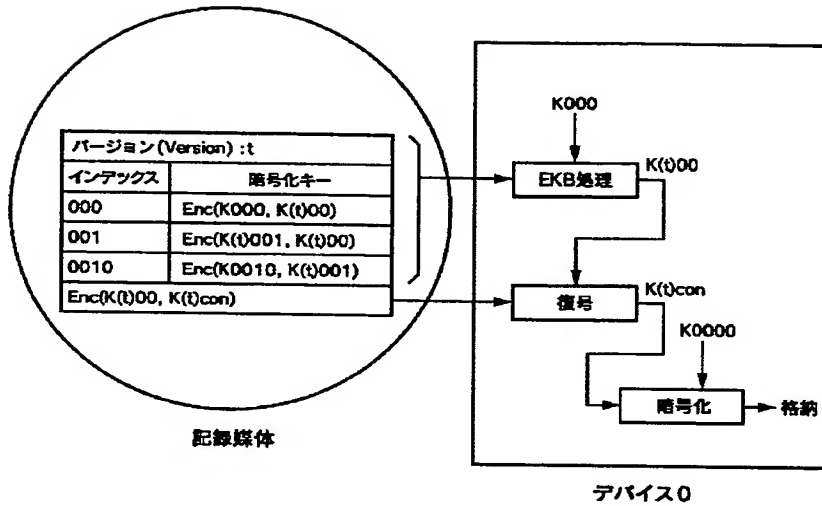 バージョン(Version):t
インデックス 暗号化キー
000 Enc(K000, K(t)00)
001 Enc(K(t)001, K(t)00)
0010 Enc(K0010, K(t)001)
Enc(K(t)00, K(t)con)
記録媒体
K000
EKB処理
K(t)00
復号
K(t)con
K0000
暗号化
格納
デバイス0